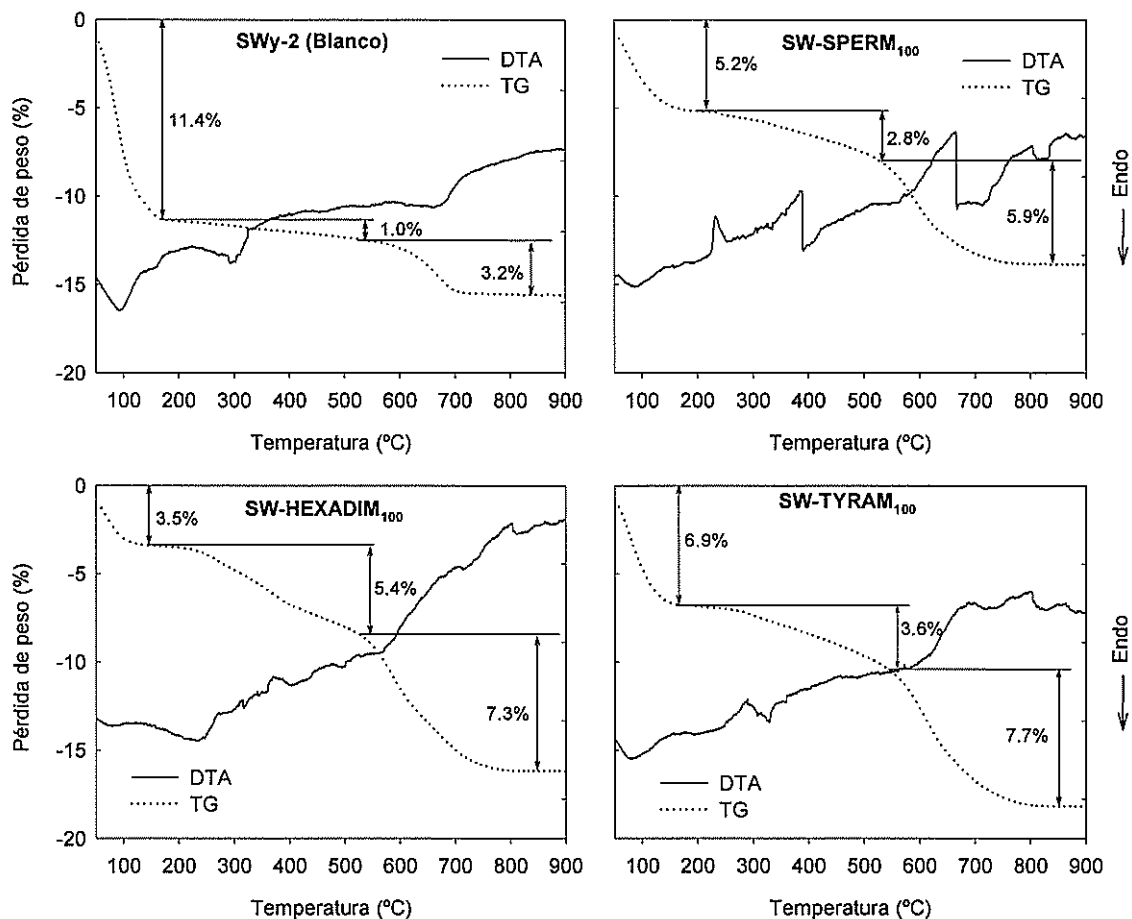 SWy-2 (Blanco)
DTA
TG
11.4%
1.0%
3.2%
0
-5
-10
-15
-20
Pérdida de peso (%)
100 200 300 400 500 600 700 800 900
Temperatura (ºC)
SW-SPERM100
DTA
TG
5.2%
2.8%
5.9%
Endo
100 200 300 400 500 600 700 800 900
Temperatura (ºC)
SW-HEXADIM100
3.5%
5.4%
7.3%
DTA
TG
0
-5
-10
-15
-20
Pérdida de peso (%)
100 200 300 400 500 600 700 800 900
Temperatura (ºC)
SW-TYRAM100
6.9%
3.6%
7.7%
DTA
TG
Endo
100 200 300 400 500 600 700 800 900
Temperatura (ºC)